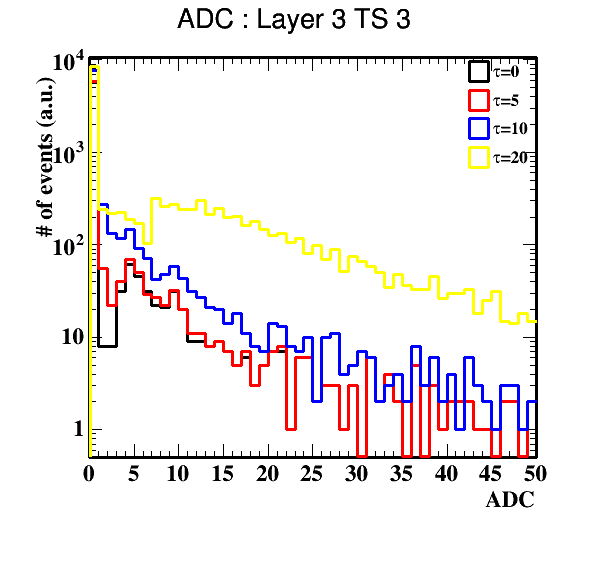 ADC : Layer 3 TS 3
# of events (a.u.)
10^4
10^3
10^2
10
1
τ=0
τ=5
τ=10
τ=20
0 5 10 15 20 25 30 35 40 45 50
ADC